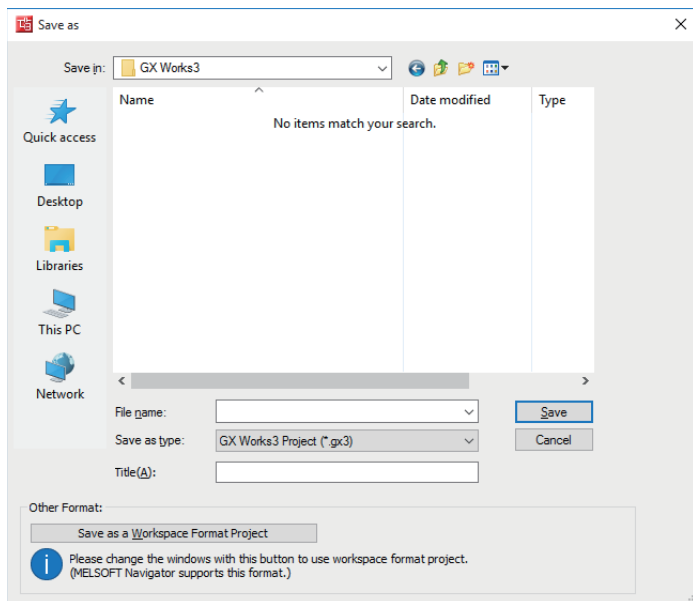 Save as
Save in:
GX Works3
Name
Date modified
Type
No items match your search.
Quick access
Desktop
Libraries
This PC
Network
File name:
Save
Save as type:
GX Works3 Project (*.gx3)
Cancel
Title(A):
Other Format:
Save as a Workspace Format Project
Please change the windows with this button to use workspace format project.
(MELSOFT Navigator supports this format.)